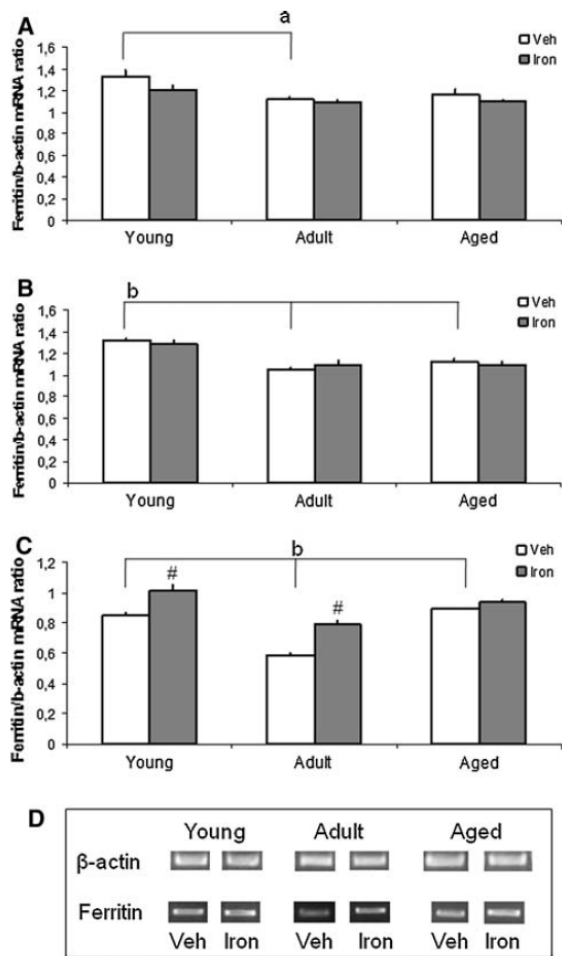 A
a
Veh
Iron
Ferritin/b-actin mRNA ratio
1,6
1,4
1,2
1
0,8
0,6
0,4
0,2
0
Young Adult Aged
B
b
Veh
Iron
Ferritin/b-actin mRNA ratio
1,6
1,4
1,2
1
0,8
0,6
0,4
0,2
0
Young Adult Aged
C
b
Veh
Iron
Ferritin/b-actin mRNA ratio
1,2
1
0,8
0,6
0,4
0,2
0
#
#
Young Adult Aged
D
Young Adult Aged
β-actin
Ferritin
Veh Iron Veh Iron Veh Iron